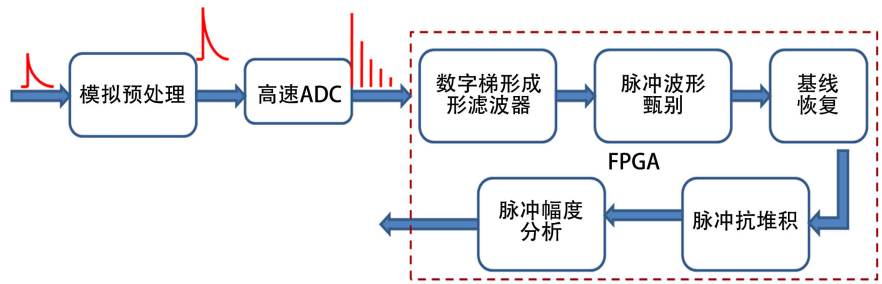 模拟预处理
高速ADC
数字梯形成
形滤波器
脉冲波形
甄别
基线
恢复
FPGA
脉冲抗堆积
脉冲幅度
分析